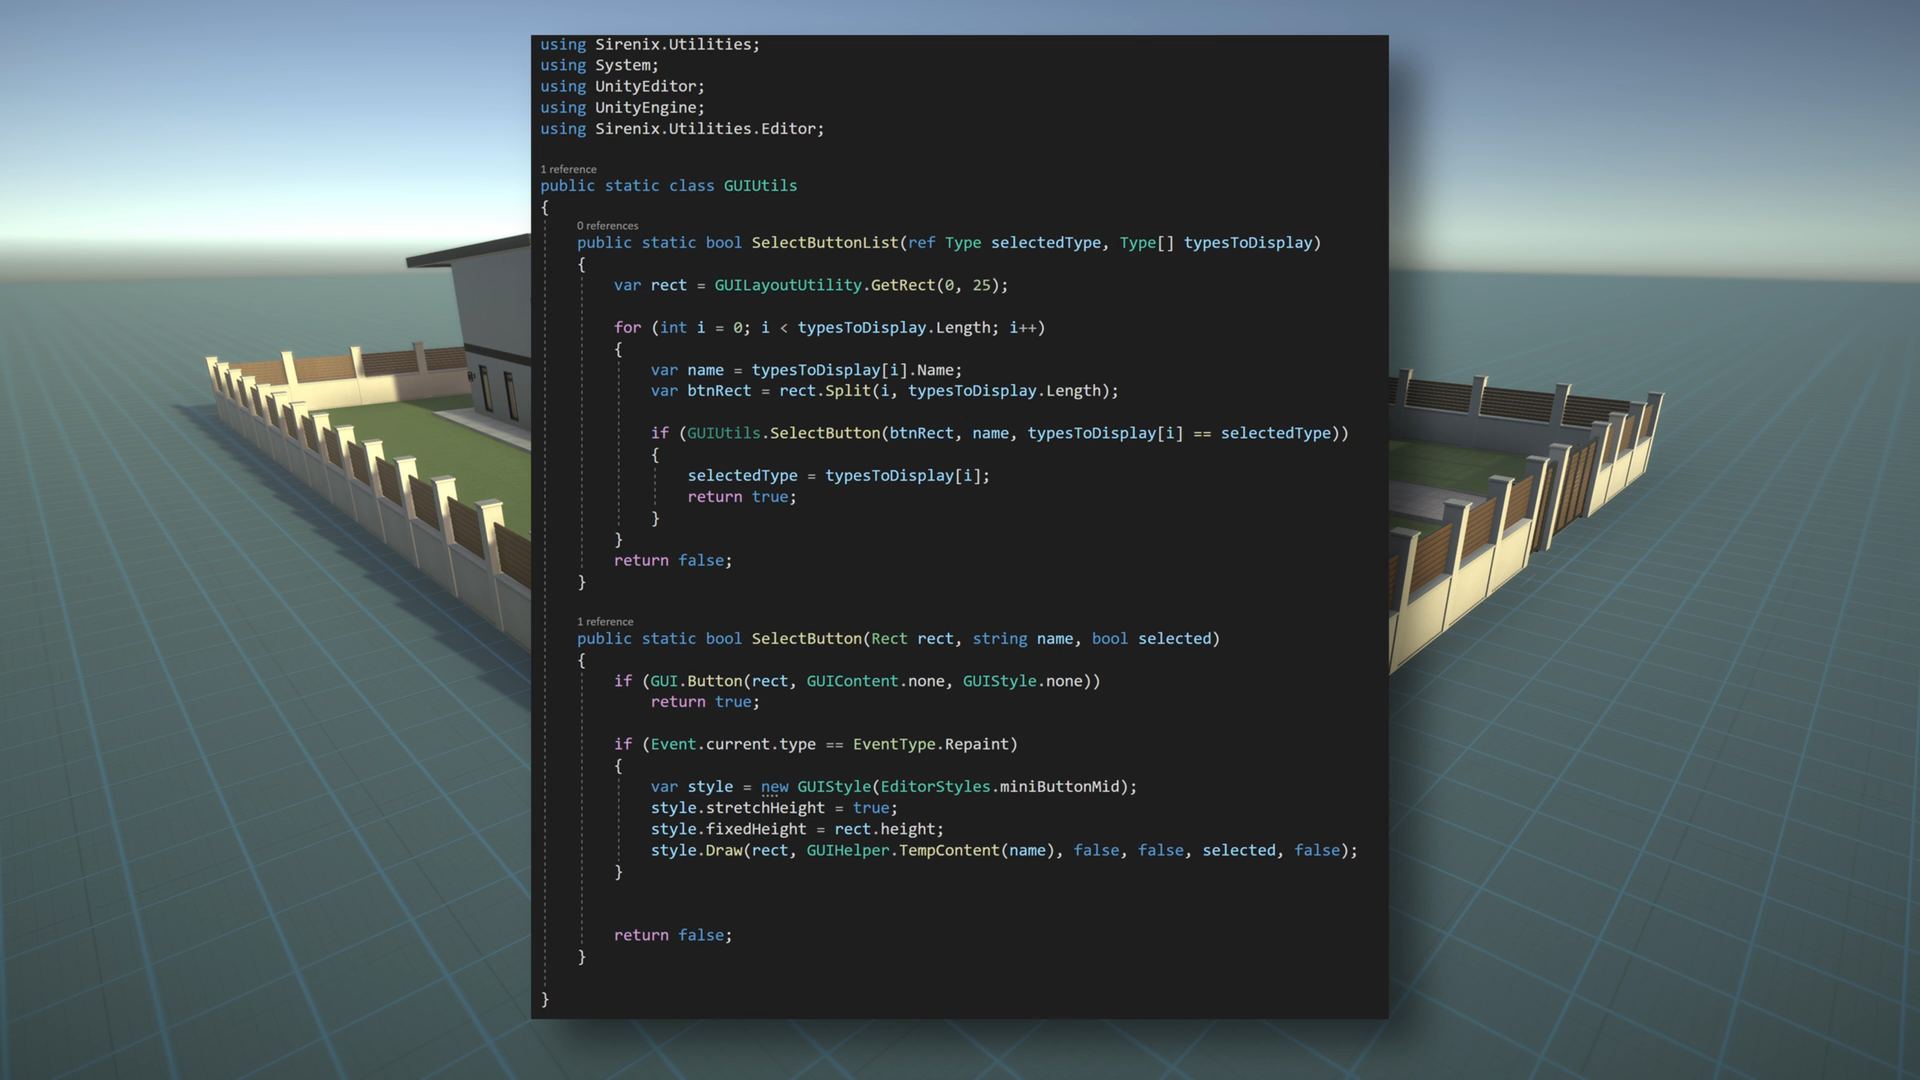 using Sirenix.Utilities;
using System;
using UnityEditor;
using UnityEngine;
using Sirenix.Utilities.Editor;
1 reference
public static class GUIUtils
{
0 references
public static bool SelectButtonList(ref Type selectedType, Type[] typesToDisplay)
{
var rect = GUILayoutUtility.GetRect(0, 25);
for (int i = 0; i < typesToDisplay.Length; i++)
{
var name = typesToDisplay[i].Name;
var btnRect = rect.Split(i, typesToDisplay.Length);
if (GUIUtils.SelectButton(btnRect, name, typesToDisplay[i] == selectedType))
{
selectedType = typesToDisplay[i];
return true;
}
}
return false;
}
1 reference
public static bool SelectButton(Rect rect, string name, bool selected)
{
if (GUI.Button(rect, GUIContent.none, GUIStyle.none))
return true;
if (Event.current.type == EventType.Repaint)
{
var style = new GUIStyle(EditorStyles.miniButtonMid);
style.stretchHeight = true;
style.fixedHeight = rect.height;
style.Draw(rect, GUIHelper.TempContent(name), false, false, selected, false);
}
return false;
}
}